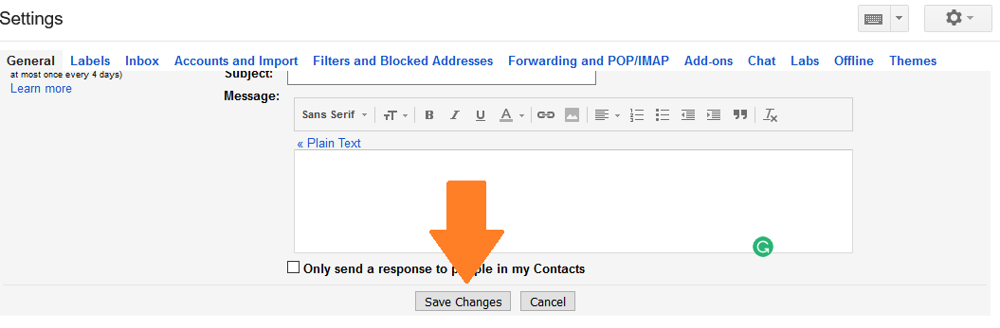 Settings
General Labels Inbox Accounts and Import Filters and Blocked Addresses Forwarding and POP/IMAP Add-ons Chat Labs Offline Themes
at most once every 4 days)
Learn more
Subject:
Message:
Sans Serif
« Plain Text
Only send a response to people in my Contacts
Save Changes Cancel